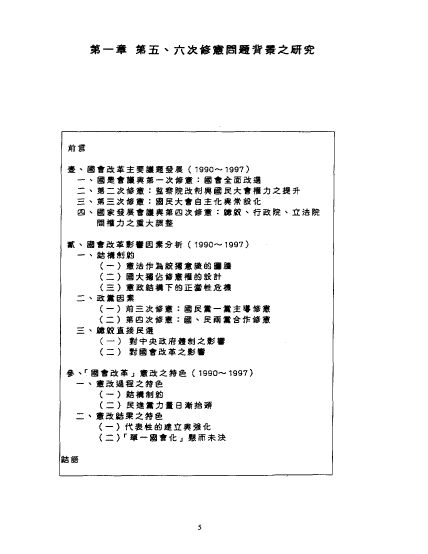 第一章 第五、六次修憲問題背景之研究
前言
壹、國會改革主要議題發展（1990～1997）
一、國是會議與第一次修憲：國會全面改選
二、第二次修憲：監察院改制與國民大會權力之提升
三、第三次修憲：國民大會自主化與常設化
四、國家發展會議與第四次修憲：總統、行政院、立法院
間權力之重大調整
貳、國會改革影響因素分析（1990～1997）
一、結構制約
（一）憲法作為統獨意識的圖騰
（二）國大獨佔修憲權的設計
（三）憲政結構下的正當性危機
二、政黨因素
（一）前三次修憲：國民黨一黨主導修憲
（二）第四次修憲：國、民兩黨合作修憲
三、總統直接民選
（一） 對中央政府體制之影響
（二） 對國會改革之影響
參、「國會改革」憲改之特色（1990～1997）
一、憲改過程之特色
（一）結構制約
（二）民進黨力量日漸抬頭
二、憲改結果之特色
（一）代表性的建立與強化
（二）「單一國會化」懸而未決
結語
5